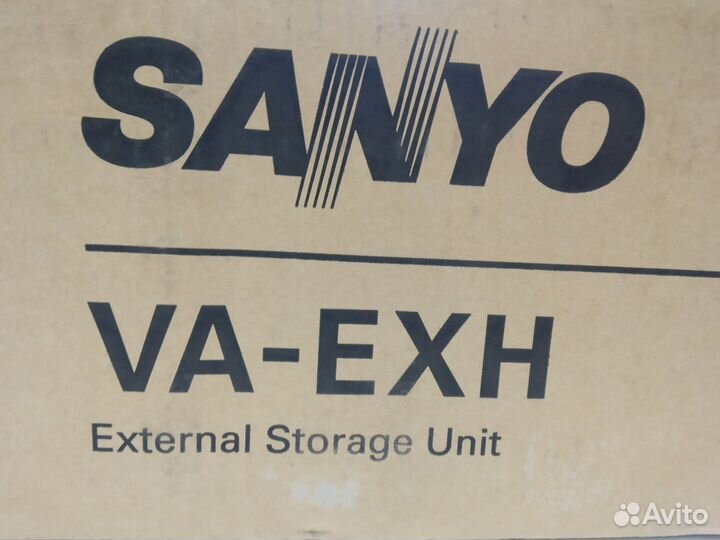 SANYO
VA-EXH
External Storage Unit
Avito